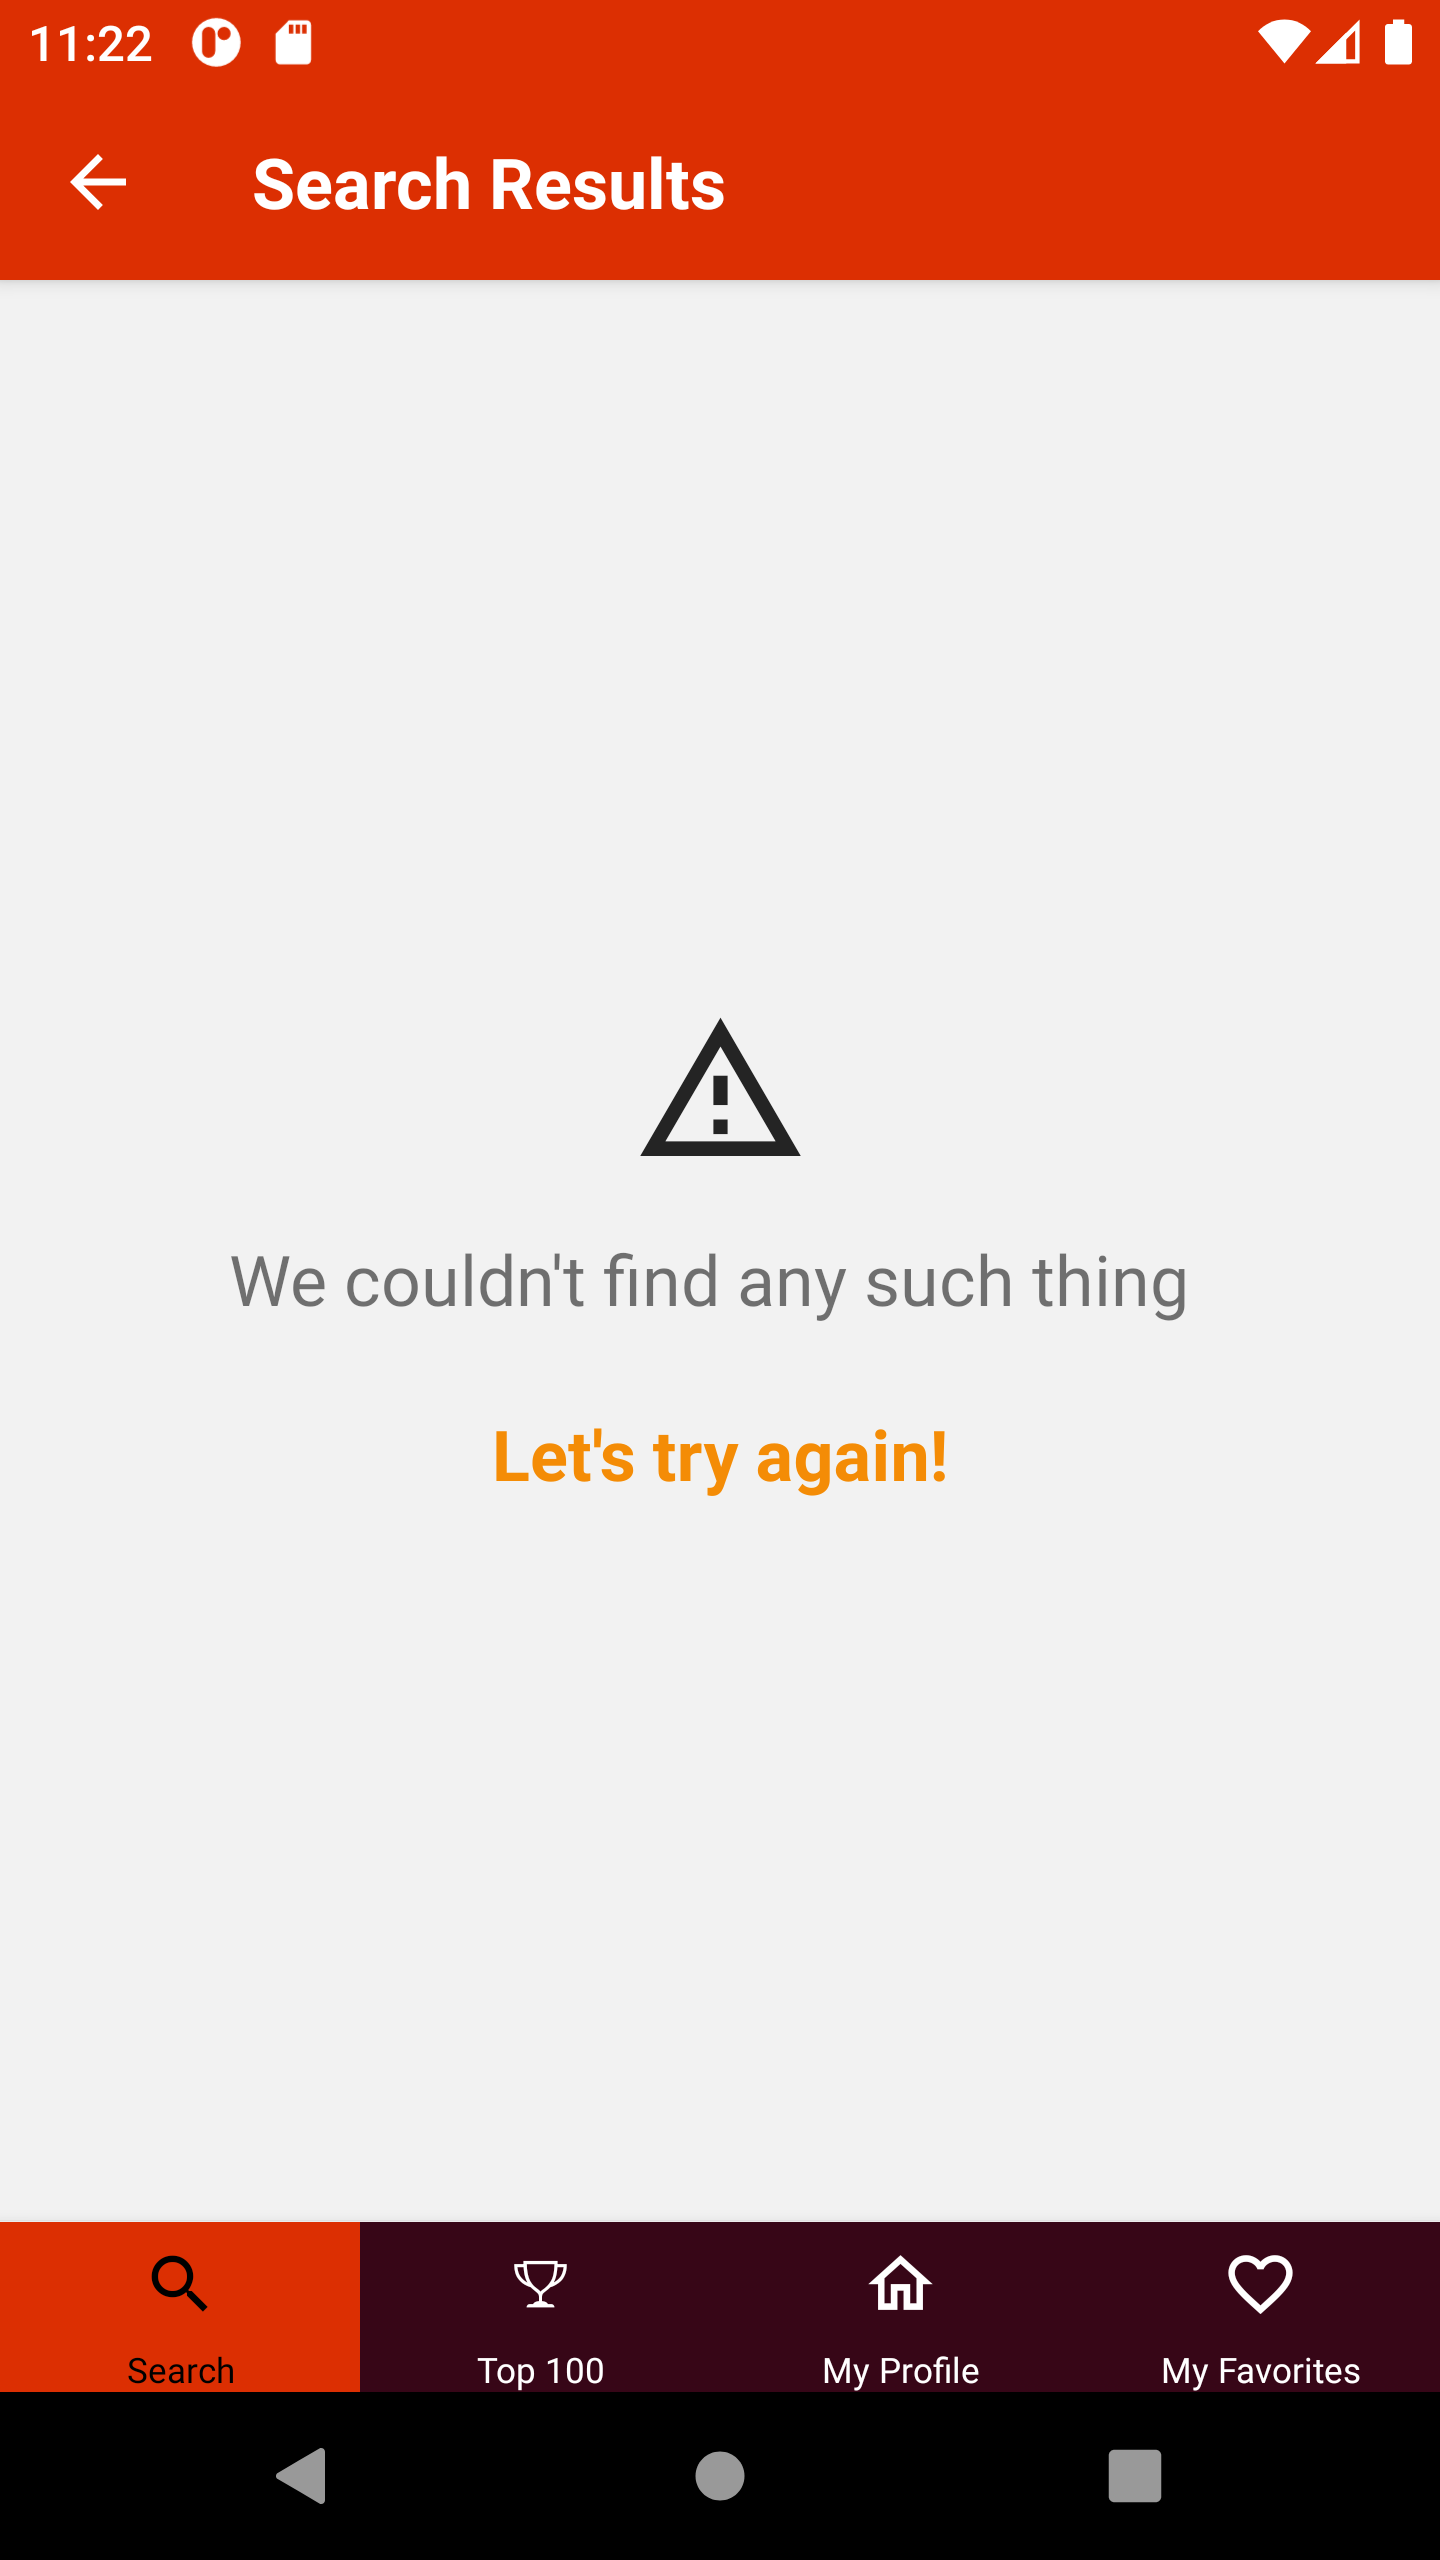 11:22
Search Results
We couldn't find any such thing
Let's try again!
Search
Top 100
My Profile
My Favorites